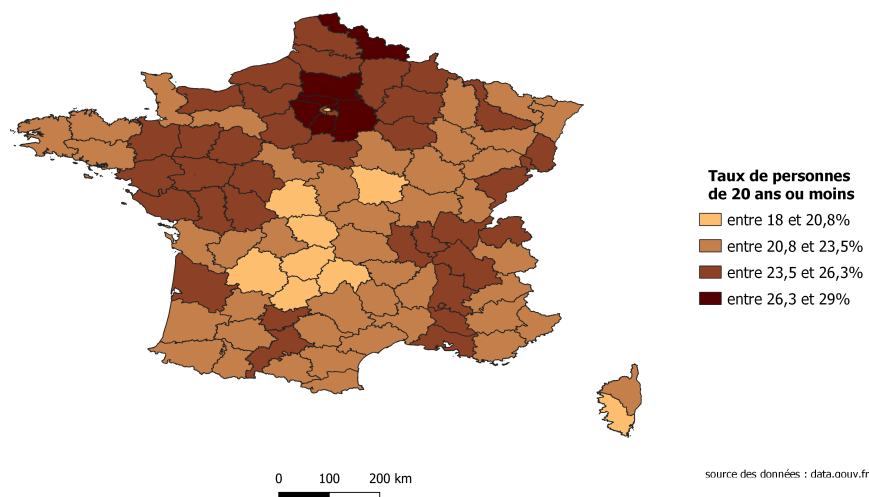 Taux de personnes
de 20 ans ou moins
entre 18 et 20,8%
entre 20,8 et 23,5%
entre 23,5 et 26,3%
entre 26,3 et 29%
0 100 200 km
source des données : data.gouv.fr